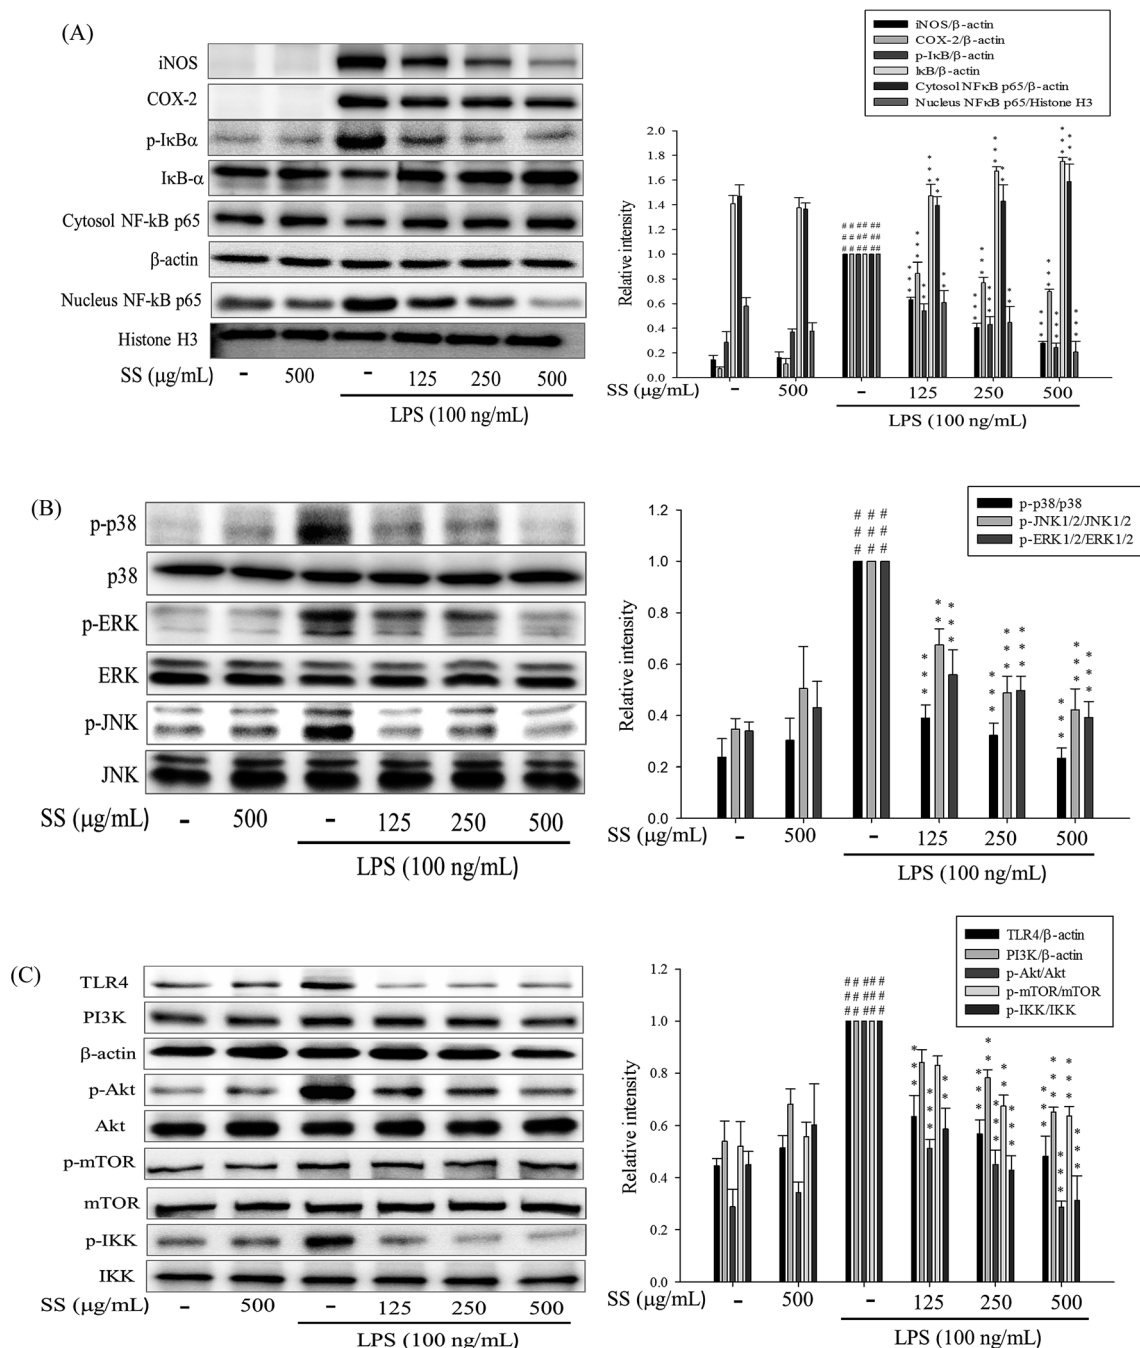 (A)
iNOS
COX-2
p-IκBα
IκB-α
Cytosol NF-kB p65
β-actin
Nucleus NF-kB p65
Histone H3
SS (μg/mL) - 500 - 125 250 500
LPS (100 ng/mL)
iNOS/β-actin
COX-2/β-actin
p-IκB/β-actin
IκB/β-actin
Cytosol NFκB p65/β-actin
Nucleus NFκB p65/Histone H3
Relative intensity
2.0
1.8
1.6
1.4
1.2
1.0
0.8
0.6
0.4
0.2
0.0
# # # # # #
# # # # # #
# # # # # #
SS (μg/mL) - 500 - 125 250 500
LPS (100 ng/mL)
(B)
p-p38
p38
p-ERK
ERK
p-JNK
JNK
SS (μg/mL) - 500 - 125 250 500
LPS (100 ng/mL)
p-p38/p38
p-JNK1/2/JNK1/2
p-ERK1/2/ERK1/2
Relative intensity
1.2
1.0
0.8
0.6
0.4
0.2
0.0
# # #
# # #
# # #
SS (μg/mL) - 500 - 125 250 500
LPS (100 ng/mL)
(C)
TLR4
PI3K
β-actin
p-Akt
Akt
p-mTOR
mTOR
p-IKK
IKK
SS (μg/mL) - 500 - 125 250 500
LPS (100 ng/mL)
TLR4/β-actin
PI3K/β-actin
p-Akt/Akt
p-mTOR/mTOR
p-IKK/IKK
Relative intensity
1.2
1.0
0.8
0.6
0.4
0.2
0.0
# # # # #
# # # # #
# # # # #
SS (μg/mL) - 500 - 125 250 500
LPS (100 ng/mL)